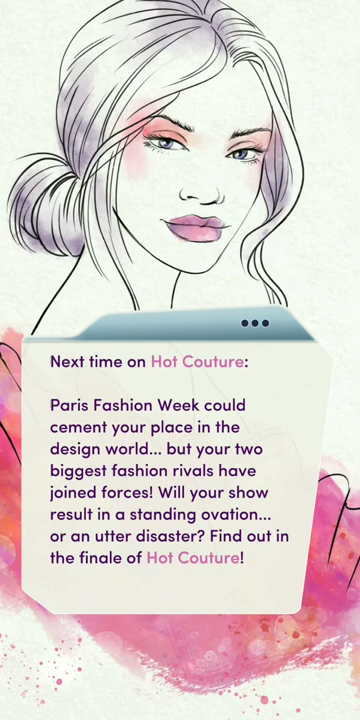 Next time on Hot Couture:
Paris Fashion Week could
cement your place in the
design world... but your two
biggest fashion rivals have
joined forces! Will your show
result in a standing ovation...
or an utter disaster? Find out in
the finale of Hot Couture!